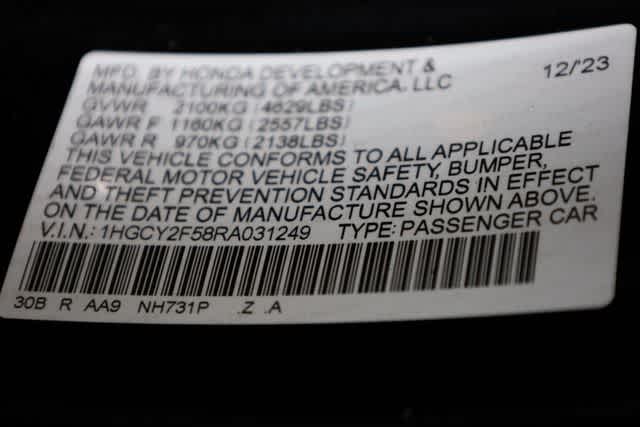 MFD. BY HONDA DEVELOPMENT &
MANUFACTURING OF AMERICA, LLC 12/'23
GVWR 2100KG (4629LBS)
GAWR F 1160KG (2557LBS)
GAWR R 970KG (2138LBS)
THIS VEHICLE CONFORMS TO ALL APPLICABLE
FEDERAL MOTOR VEHICLE SAFETY, BUMPER,
AND THEFT PREVENTION STANDARDS IN EFFECT
ON THE DATE OF MANUFACTURE SHOWN ABOVE.
V.I.N.: 1HGCY2F58RA031249 TYPE: PASSENGER CAR
30B R AA9 NH731P .Z .A